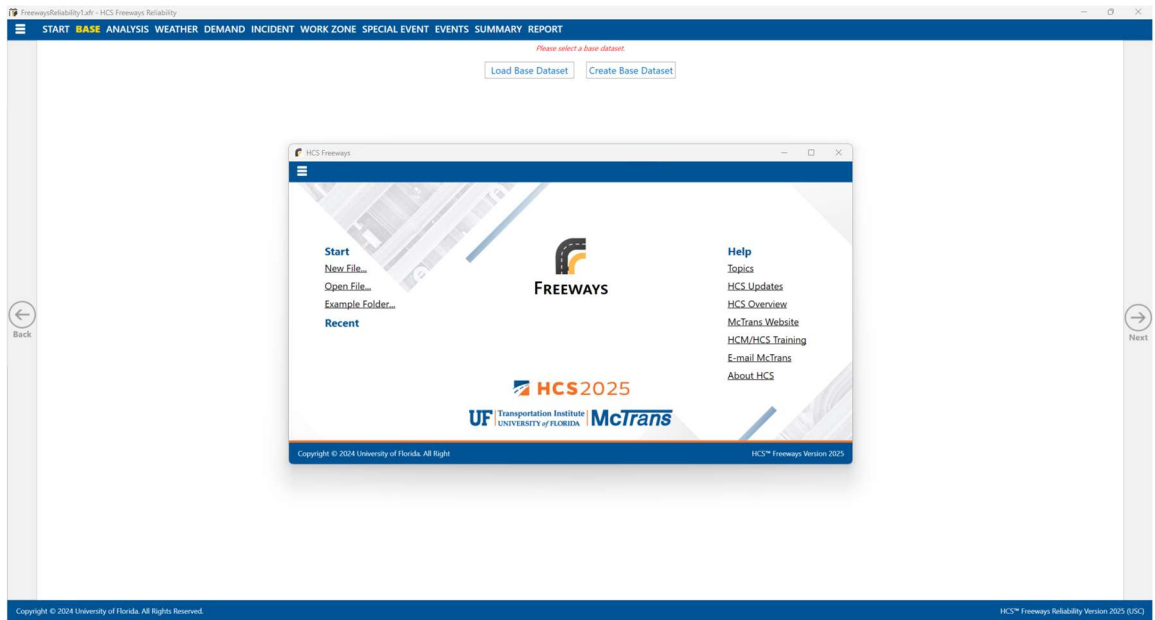 FreewaysReliability1.xfr - HCS Freeways Reliability
START BASE ANALYSIS WEATHER DEMAND INCIDENT WORK ZONE SPECIAL EVENT EVENTS SUMMARY REPORT
Please select a base dataset.
Load Base Dataset Create Base Dataset
HCS Freeways
Start
New File...
Open File...
Example Folder...
Recent
FREEWAYS
Help
Topics
HCS Updates
HCS Overview
McTrans Website
HCM/HCS Training
E-mail McTrans
About HCS
HCS2025
UF Transportation Institute
UNIVERSITY of FLORIDA
McTrans
Copyright © 2024 University of Florida. All Right
HCS™ Freeways Version 2025
Back
Next
Copyright © 2024 University of Florida. All Rights Reserved.
HCS™ Freeways Reliability Version 2025 (USC)